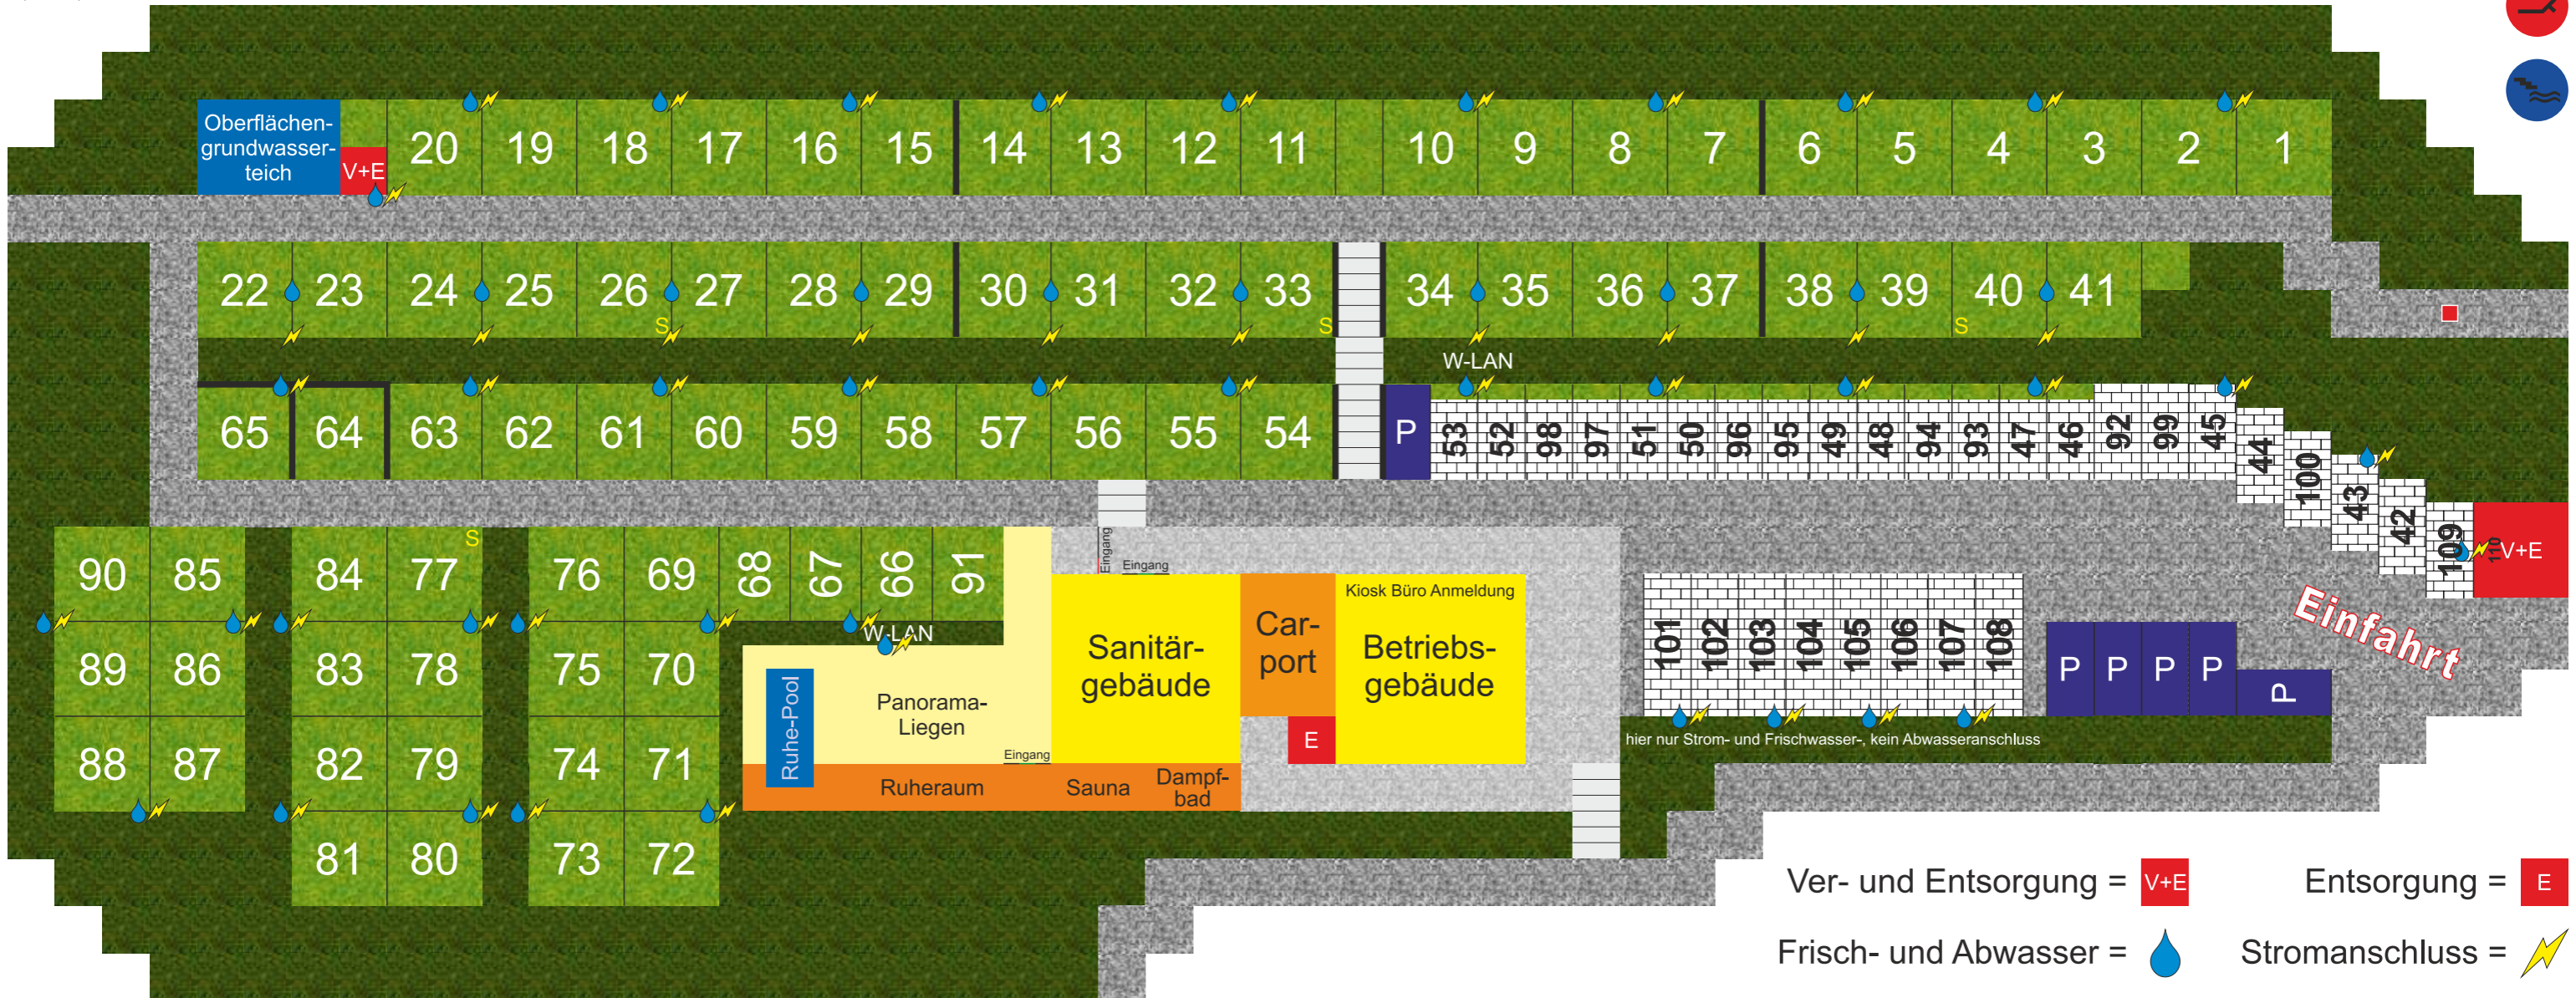 Oberflächen-
grundwasser-
teich
V+E
20 19 18 17 16 15 14 13 12 11 10 9 8 7 6 5 4 3 2 1
22 23 24 25 26 27 28 29 30 31 32 33 34 35 36 37 38 39 40 41
S S S
W-LAN
65 64 63 62 61 60 59 58 57 56 55 54 P 53 52 98 97 51 50 96 95 49 48 94 93 47 46 92 99 45 44 100 43 42 109 110 V+E
S
Eingang
Eingang
90 85 84 77 76 69 68 67 66 91
Kiosk Büro Anmeldung
Einfahrt
W-LAN
89 86 83 78 75 70
Sanitär-
gebäude
Car-
port
Betriebs-
gebäude
101 102 103 104 105 106 107 108
P P P P P
Ruhe-Pool
Panorama-
Liegen
E
hier nur Strom- und Frischwasser-, kein Abwasseranschluss
88 87 82 79 74 71
Eingang
Ruheraum
Sauna
Dampf-
bad
81 80 73 72
Ver- und Entsorgung = V+E
Entsorgung = E
Frisch- und Abwasser =
Stromanschluss =